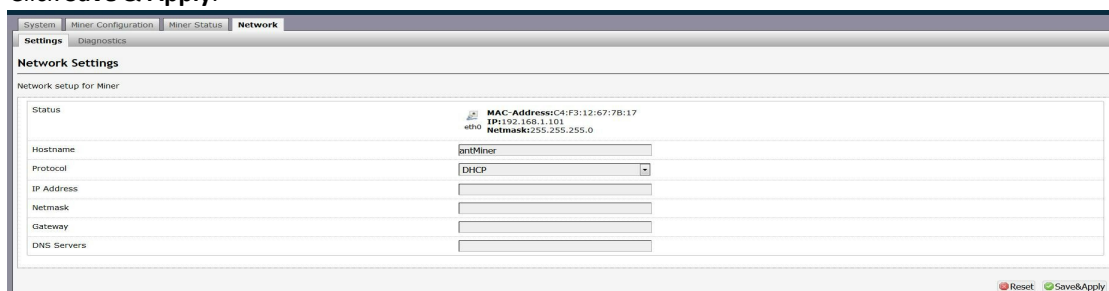 Click Save & Apply.
System Miner Configuration Miner Status Network
Settings Diagnostics
Network Settings
Network setup for Miner
Status
MAC-Address:C4:F3:12:67:7B:17
IP:192.168.1.101
eth0 Netmask:255.255.255.0
Hostname antMiner
Protocol DHCP
IP Address
Netmask
Gateway
DNS Servers
Reset Save&Apply